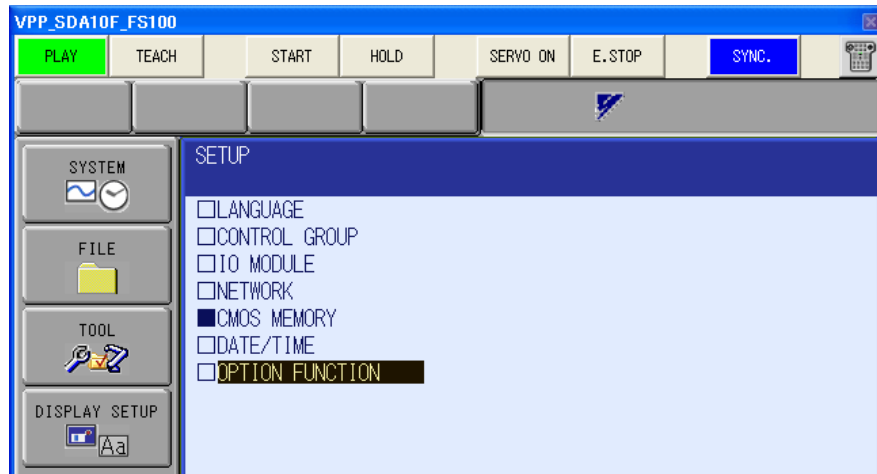 VPP_SDA10F_FS100
PLAY TEACH START HOLD SERVO ON E.STOP SYNC.
SETUP
SYSTEM
LANGUAGE
CONTROL GROUP
FILE
IO MODULE
NETWORK
CMOS MEMORY
TOOL
DATE/TIME
OPTION FUNCTION
DISPLAY SETUP
Aa